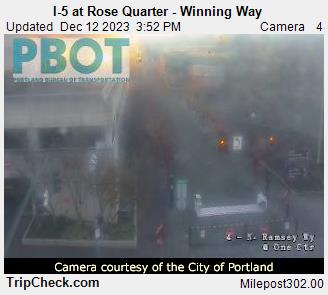 I-5 at Rose Quarter - Winning Way
Updated Dec 12 2023 3:52 PM Camera 4
PBOT
PORTLAND BUREAU OF TRANSPORTATION
4 - N. Ramsey Wy
@ One Ctr
Camera courtesy of the City of Portland
TripCheck.com Milepost302.00